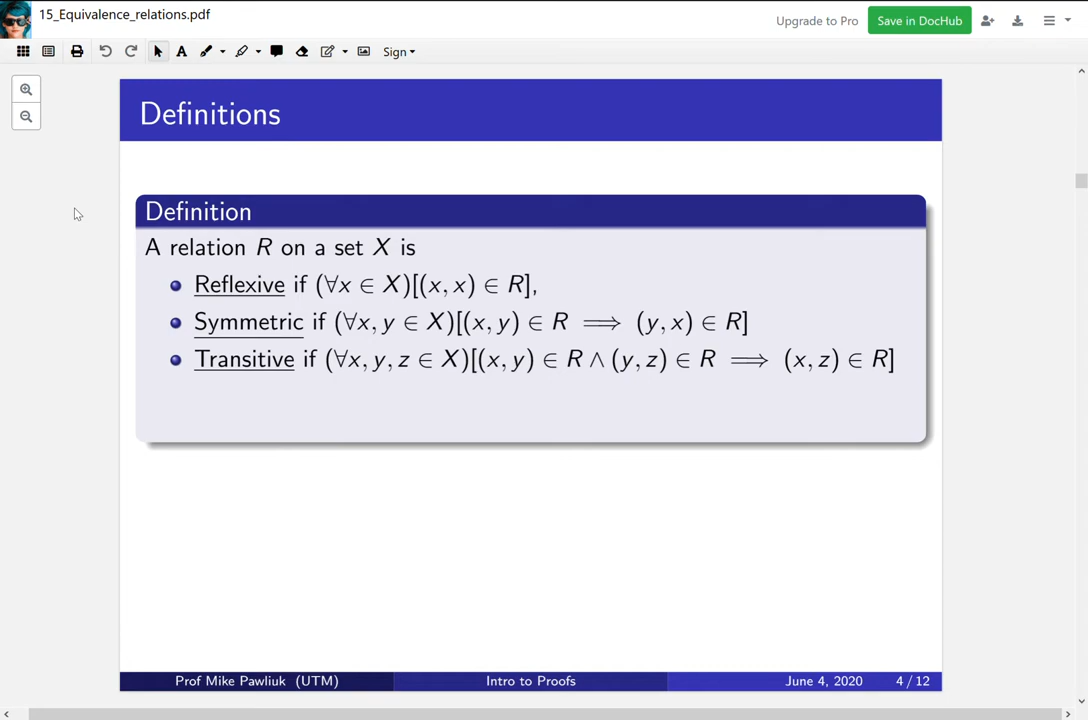 15_Equivalence_relations.pdf
Upgrade to Pro
Save in DocHub
A
Sign
Definitions
Definition
A relation R on a set X is
Reflexive if (∀x ∈ X)[(x, x) ∈ R],
Symmetric if (∀x, y ∈ X)[(x, y) ∈ R ⟹ (y, x) ∈ R]
Transitive if (∀x, y, z ∈ X)[(x, y) ∈ R ∧ (y, z) ∈ R ⟹ (x, z) ∈ R]
Prof Mike Pawliuk (UTM)
Intro to Proofs
June 4, 2020
4 / 12